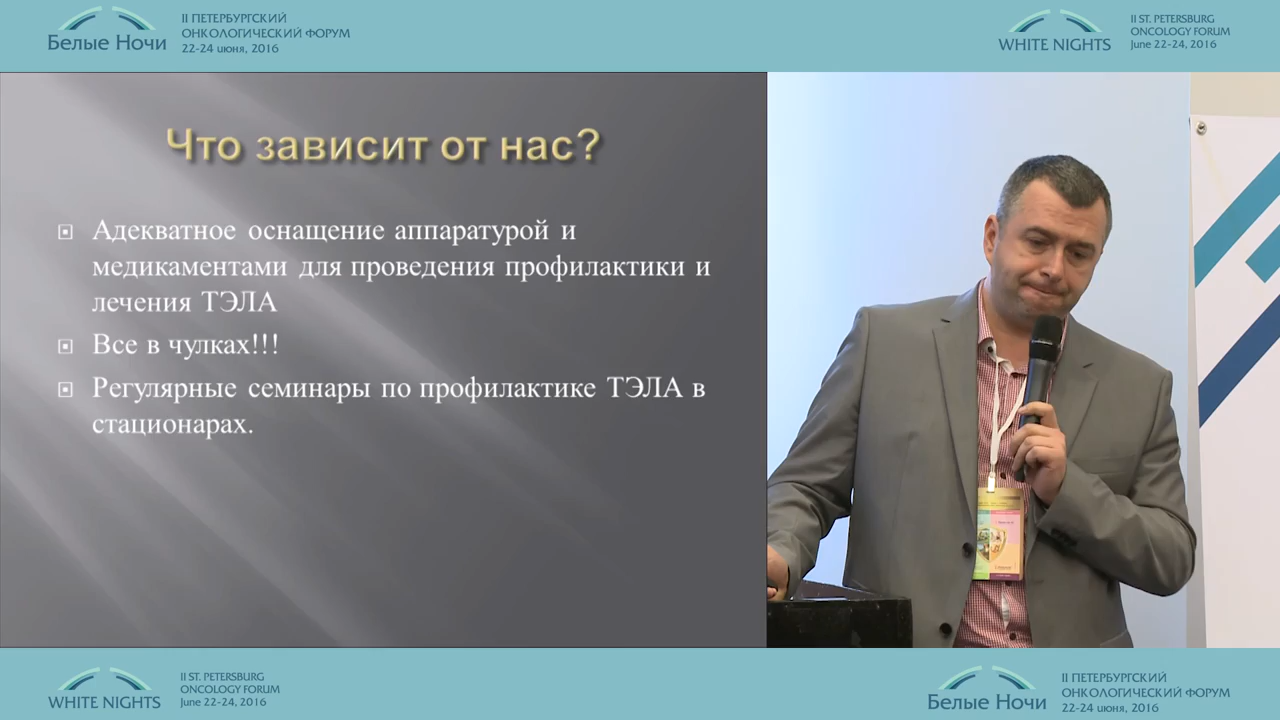 Белые Ночи
II ПЕТЕРБУРГСКИЙ
ОНКОЛОГИЧЕСКИЙ ФОРУМ
22-24 июня, 2016
WHITE NIGHTS
II ST. PETERSBURG
ONCOLOGY FORUM
June 22-24, 2016
Что зависит от нас?
Адекватное оснащение аппаратурой и
медикаментами для проведения профилактики и
лечения ТЭЛА
Все в чулках!!!
Регулярные семинары по профилактике ТЭЛА в
стационарах.
WHITE NIGHTS
II ST. PETERSBURG
ONCOLOGY FORUM
June 22-24, 2016
Белые Ночи
II ПЕТЕРБУРГСКИЙ
ОНКОЛОГИЧЕСКИЙ ФОРУМ
22-24 июня, 2016